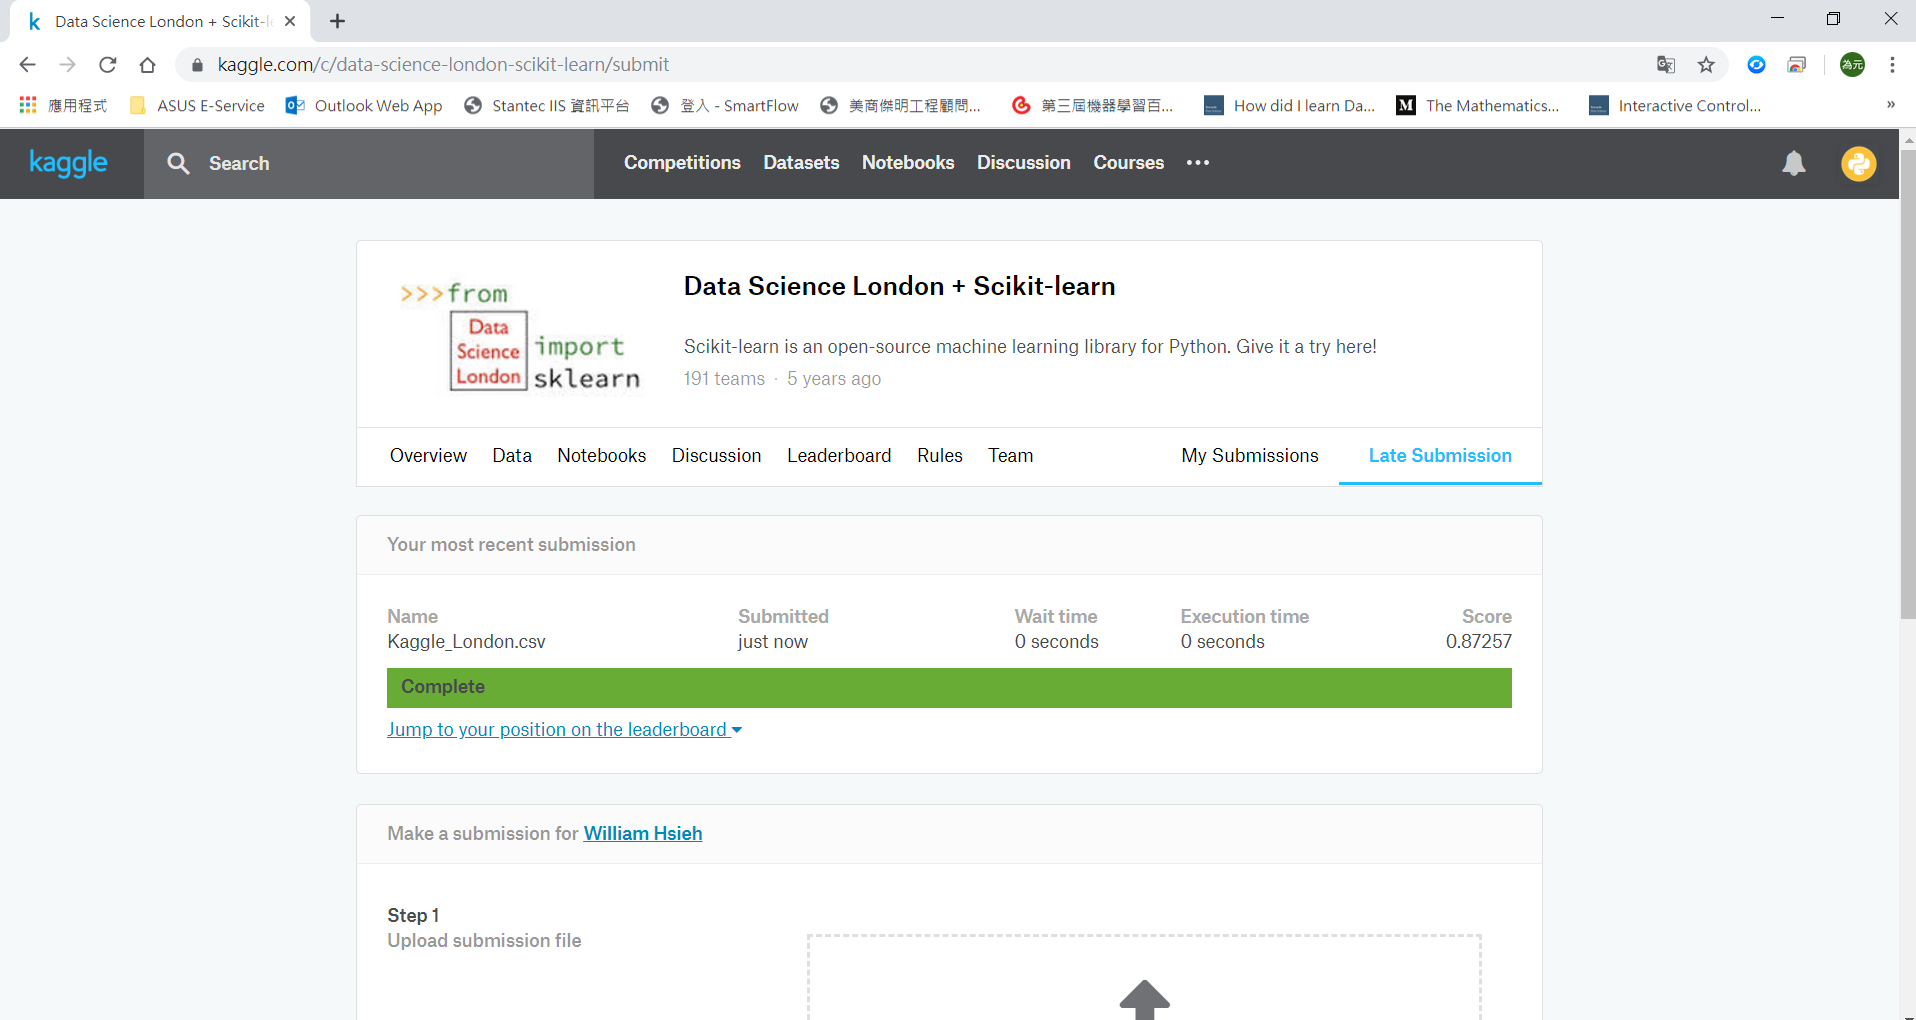 Data Science London + Scikit-le
kaggle.com/c/data-science-london-scikit-learn/submit
為元
應用程式 ASUS E-Service Outlook Web App Stantec IIS 資訊平台 登入 - SmartFlow 美商傑明工程顧問... 第三屆機器學習百... How did I learn Da... M The Mathematics... Interactive Control... »
kaggle Search Competitions Datasets Notebooks Discussion Courses •••
>>>from
Data
Science
London
import
sklearn
Data Science London + Scikit-learn
Scikit-learn is an open-source machine learning library for Python. Give it a try here!
191 teams · 5 years ago
Overview Data Notebooks Discussion Leaderboard Rules Team My Submissions Late Submission
Your most recent submission
Name Submitted Wait time Execution time Score
Kaggle_London.csv just now 0 seconds 0 seconds 0.87257
Complete
Jump to your position on the leaderboard
Make a submission for William Hsieh
Step 1
Upload submission file